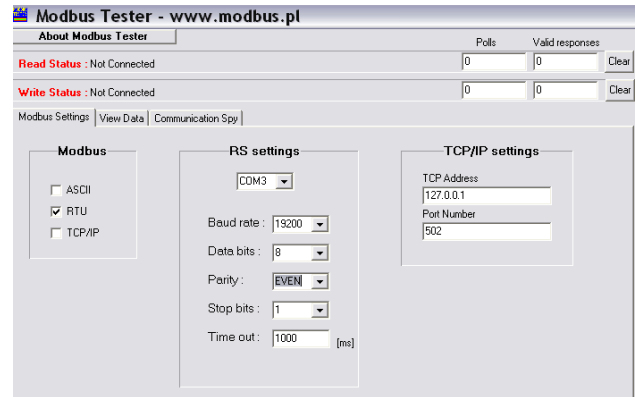 Modbus Tester - www.modbus.pl
About Modbus Tester
Polls Valid responses
Read Status : Not Connected 0 0 Clear
Write Status : Not Connected 0 0 Clear
Modbus Settings View Data Communication Spy
Modbus
ASCII
RTU
TCP/IP
RS settings
COM3
Baud rate : 19200
Data bits : 8
Parity : EVEN
Stop bits : 1
Time out : 1000 [ms]
TCP/IP settings
TCP Address
127.0.0.1
Port Number
502